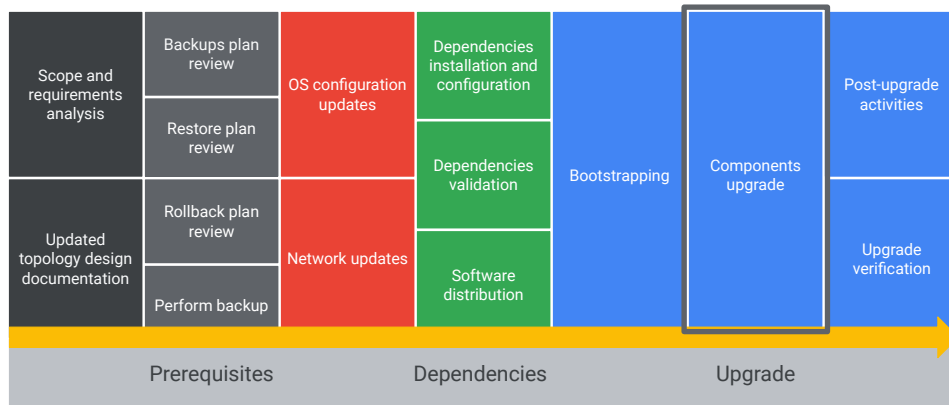 Scope and
requirements
analysis
Updated
topology design
documentation
Backups plan
review
Restore plan
review
Rollback plan
review
Perform backup
OS configuration
updates
Network updates
Dependencies
installation and
configuration
Dependencies
validation
Software
distribution
Bootstrapping
Components
upgrade
Post-upgrade
activities
Upgrade
verification
Prerequisites
Dependencies
Upgrade